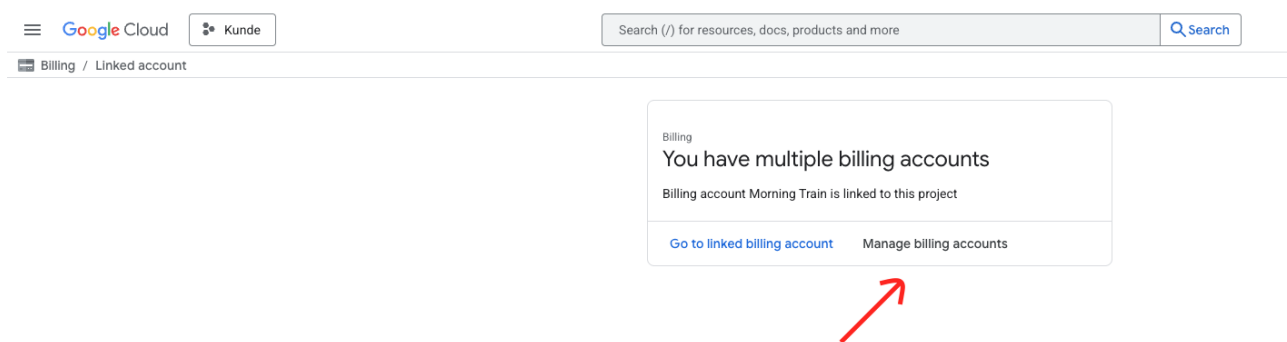 Google Cloud
Kunde
Search (/) for resources, docs, products and more
Search
Billing / Linked account
Billing
You have multiple billing accounts
Billing account Morning Train is linked to this project
Go to linked billing account
Manage billing accounts